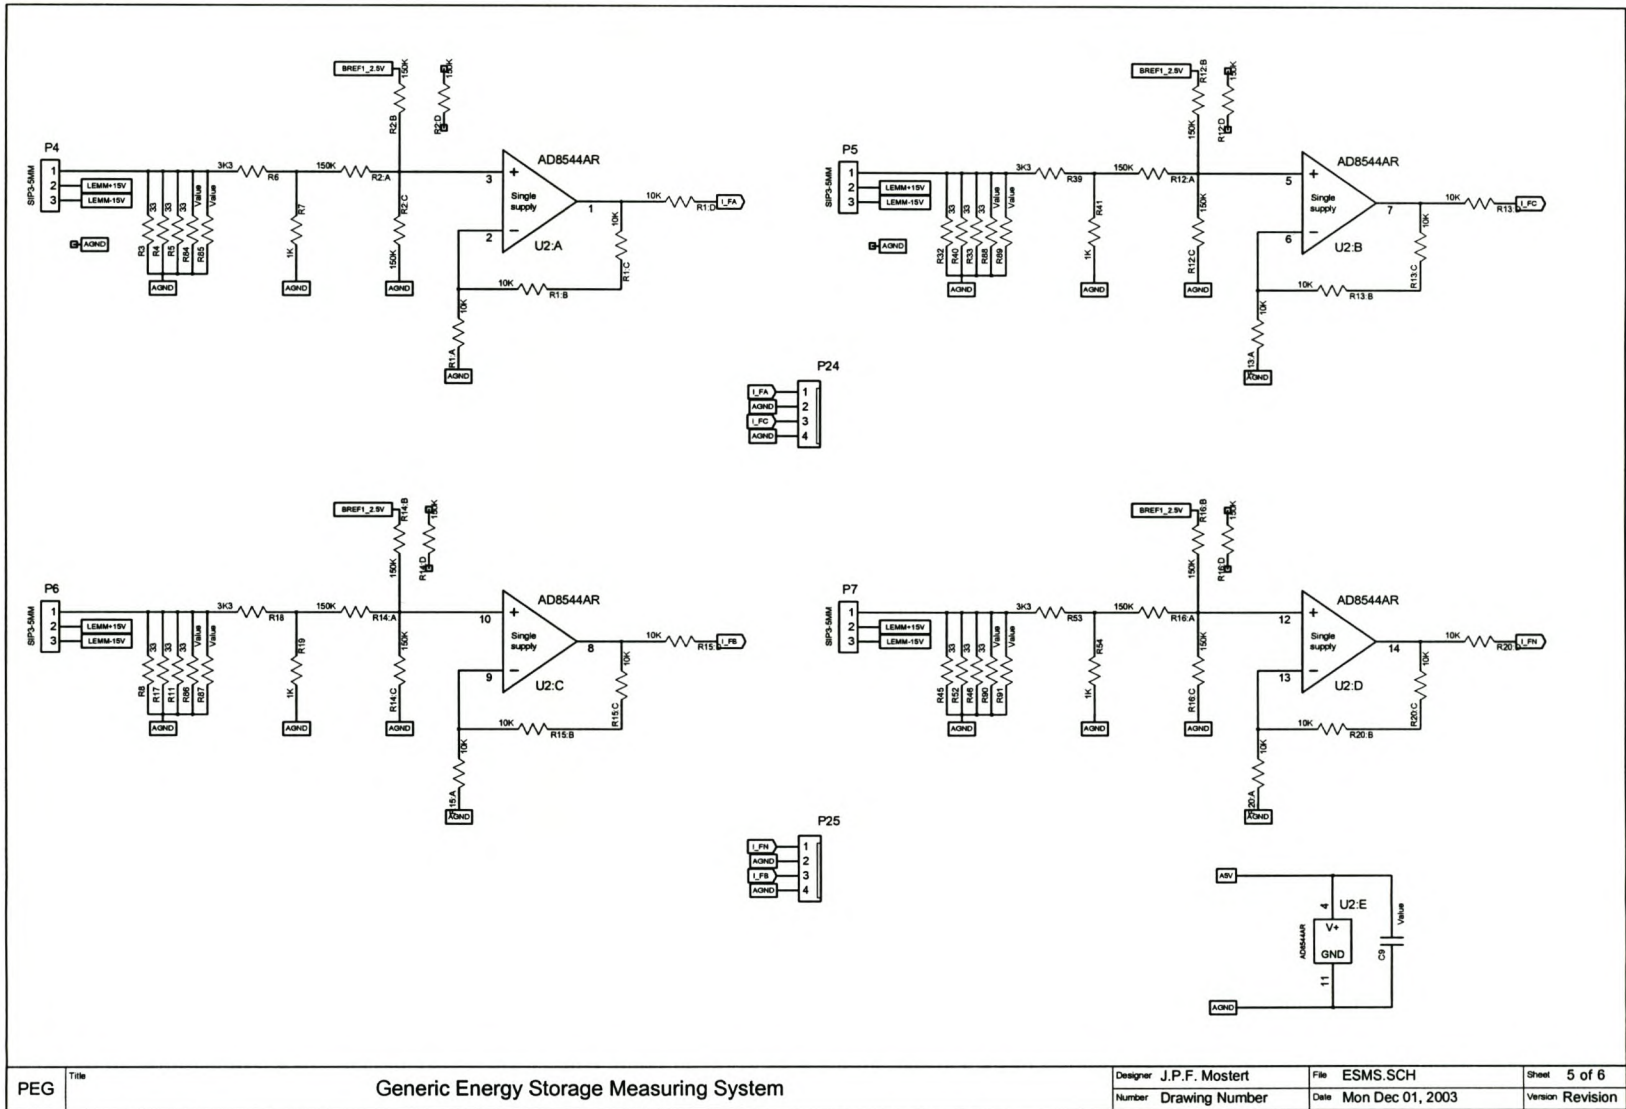 BREF1_2.5V
150K
R2:B
150K
R2:D
P4
SIP3-5MM
1
2
3
LEMM+15V
LEMM-15V
AGND
33
33
33
Value
Value
R3
R4
R5
R84
R85
AGND
3K3
R6
R7
1K
AGND
150K
R2:A
R2:C
150K
AGND
AD8544AR
3
+
Single
supply
2
−
1
U2:A
10K
R1:D
I_FA
10K
R1:C
10K
R1:B
10K
R1:A
AGND
BREF1_2.5V
R12:B
150K
150K
R12:D
P5
SIP3-5MM
1
2
3
LEMM+15V
LEMM-15V
AGND
33
33
33
Value
Value
R32
R40
R33
R88
R89
AGND
3K3
R39
R41
1K
AGND
150K
R12:A
150K
R12:C
AGND
AD8544AR
5
+
Single
supply
6
−
7
U2:B
10K
R13:D
I_FC
10K
R13:C
10K
R13:B
10K
R13:A
AGND
P24
I_FA 1
AGND 2
I_FC 3
AGND 4
BREF1_2.5V
R14:B
150K
150K
R14:D
P6
SIP3-5MM
1
2
3
LEMM+15V
LEMM-15V
33
33
33
Value
Value
R8
R17
R11
R86
R87
AGND
3K3
R18
R19
1K
AGND
150K
R14:A
150K
R14:C
AGND
AD8544AR
10
+
Single
supply
9
−
8
U2:C
10K
R15:D
I_FB
10K
R15:C
10K
R15:B
10K
R15:A
AGND
BREF1_2.5V
R16:B
150K
150K
R16:D
P7
SIP3-5MM
1
2
3
LEMM+15V
LEMM-15V
33
33
33
Value
Value
R45
R52
R46
R90
R91
AGND
3K3
R53
R54
1K
AGND
150K
R16:A
150K
R16:C
AGND
AD8544AR
12
+
Single
supply
13
−
14
U2:D
10K
R20:D
I_FN
10K
R20:C
10K
R20:B
10K
R20:A
AGND
P25
I_FN 1
AGND 2
I_FB 3
AGND 4
A5V
4
U2:E
Value
AD8544AR
V+
GND
C9
11
AGND
PEG
Title
Generic Energy Storage Measuring System
Designer J.P.F. Mostert
File ESMS.SCH
Sheet 5 of 6
Number Drawing Number
Date Mon Dec 01, 2003
Version Revision